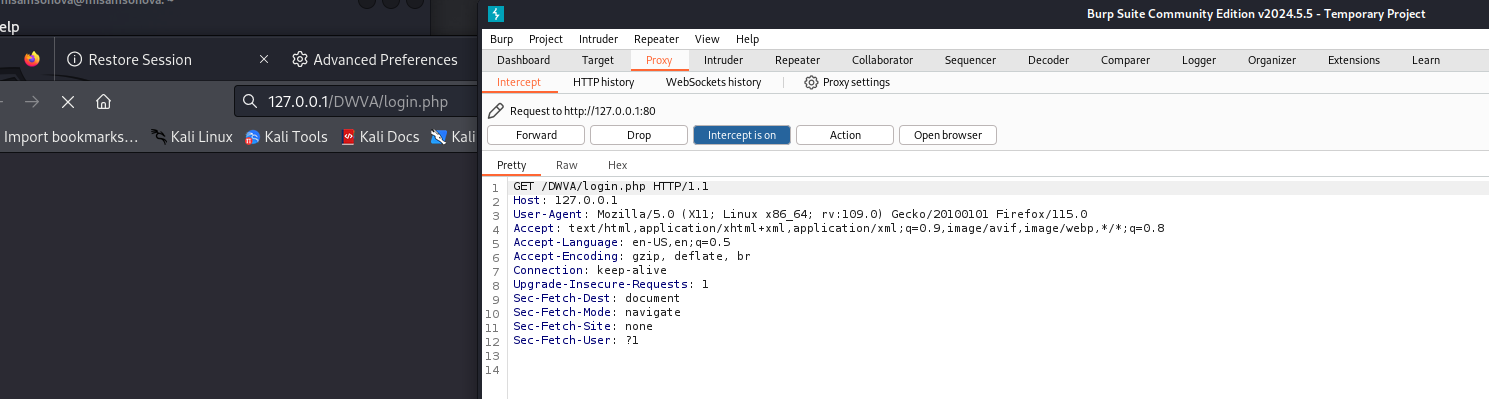 Burp Suite Community Edition v2024.5.5 - Temporary Project
elp
Restore Session
Advanced Preferences
127.0.0.1/DWVA/login.php
Import bookmarks... Kali Linux Kali Tools Kali Docs Kali
Burp Project Intruder Repeater View Help
Dashboard Target Proxy Intruder Repeater Collaborator Sequencer Decoder Comparer Logger Organizer Extensions Learn
Intercept HTTP history WebSockets history Proxy settings
Request to http://127.0.0.1:80
Forward Drop Intercept is on Action Open browser
Pretty Raw Hex
1 GET /DWVA/login.php HTTP/1.1
2 Host: 127.0.0.1
3 User-Agent: Mozilla/5.0 (X11; Linux x86_64; rv:109.0) Gecko/20100101 Firefox/115.0
4 Accept: text/html,application/xhtml+xml,application/xml;q=0.9,image/avif,image/webp,*/*;q=0.8
5 Accept-Language: en-US,en;q=0.5
6 Accept-Encoding: gzip, deflate, br
7 Connection: keep-alive
8 Upgrade-Insecure-Requests: 1
9 Sec-Fetch-Dest: document
10 Sec-Fetch-Mode: navigate
11 Sec-Fetch-Site: none
12 Sec-Fetch-User: ?1
13
14